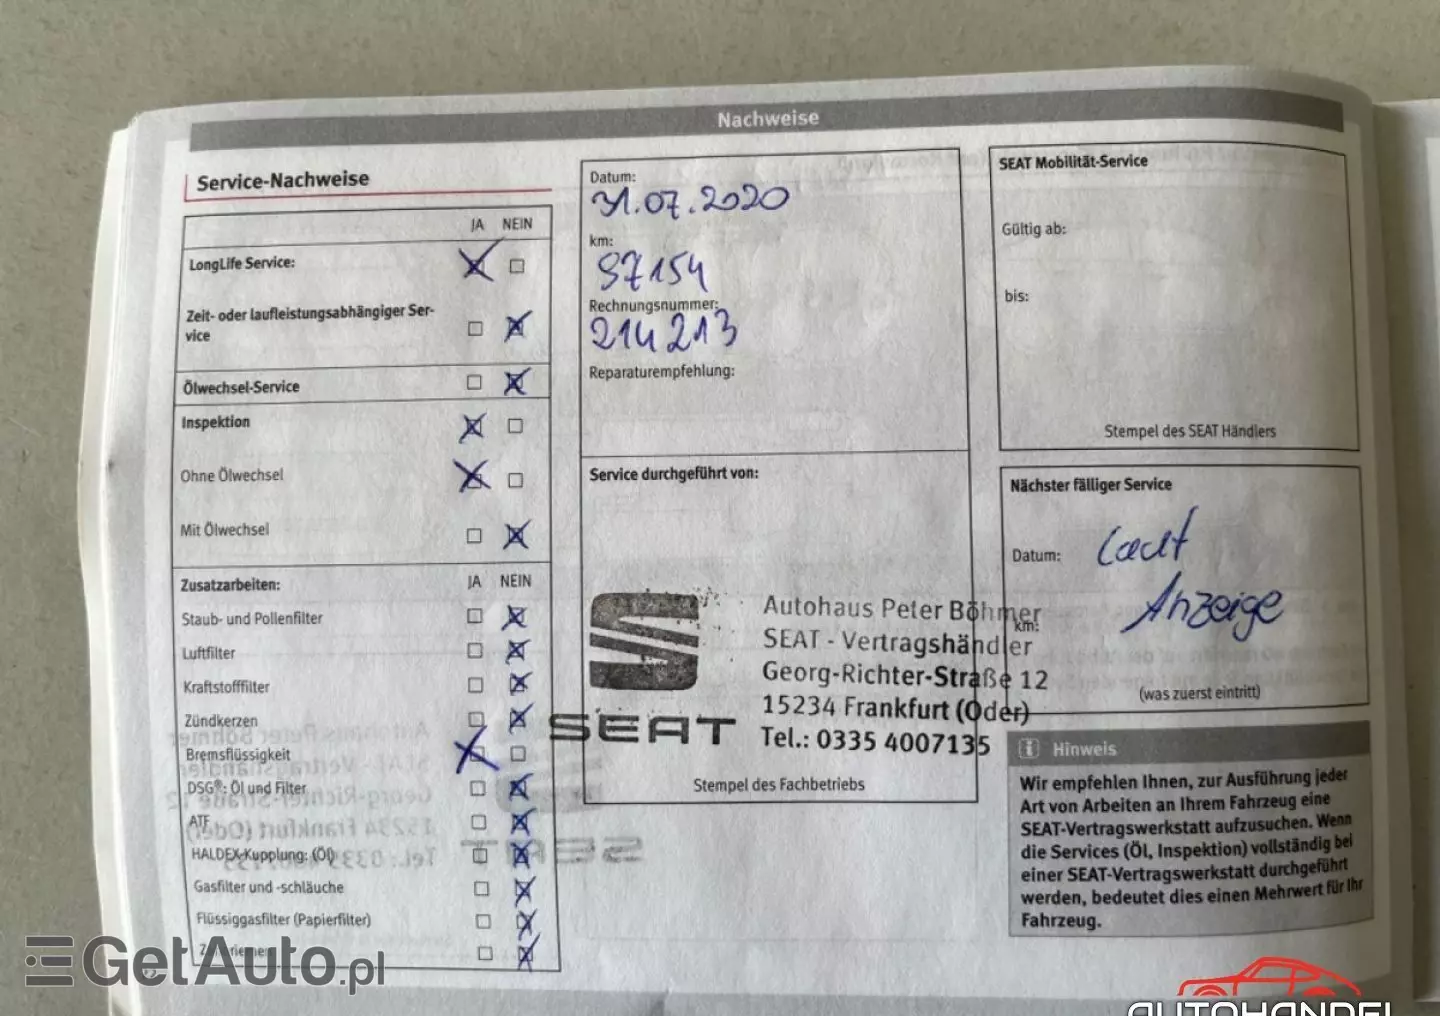 Nachweise
Service-Nachweise
JA NEIN
LongLife Service:
Zeit- oder laufleistungsabhängiger Ser-
vice
Ölwechsel-Service
Inspektion
Ohne Ölwechsel
Mit Ölwechsel
Zusatzarbeiten: JA NEIN
Staub- und Pollenfilter
Luftfilter
Kraftstofffilter
Zündkerzen
Bremsflüssigkeit
DSG®: Öl und Filter
ATF
HALDEX-Kupplung: (Öl)
Gasfilter und -schläuche
Flüssiggasfilter (Papierfilter)
Datum:
31.07.2020
km:
97154
Rechnungsnummer:
214213
Reparaturempfehlung:
Service durchgeführt von:
SEAT
Autohaus Peter Böhmer
SEAT - Vertragshändler
Georg-Richter-Straße 12
15234 Frankfurt (Oder)
Tel.: 0335 4007135
Stempel des Fachbetriebs
SEAT Mobilität-Service
Gültig ab:
bis:
Stempel des SEAT Händlers
Nächster fälliger Service
Datum: laut
km: Anzeige
(was zuerst eintritt)
i Hinweis
Wir empfehlen Ihnen, zur Ausführung jeder
Art von Arbeiten an Ihrem Fahrzeug eine
SEAT-Vertragswerkstatt aufzusuchen. Wenn
die Services (Öl, Inspektion) vollständig bei
einer SEAT-Vertragswerkstatt durchgeführt
werden, bedeutet dies einen Mehrwert für Ihr
Fahrzeug.
GetAuto.pl
AUTOHANDEL